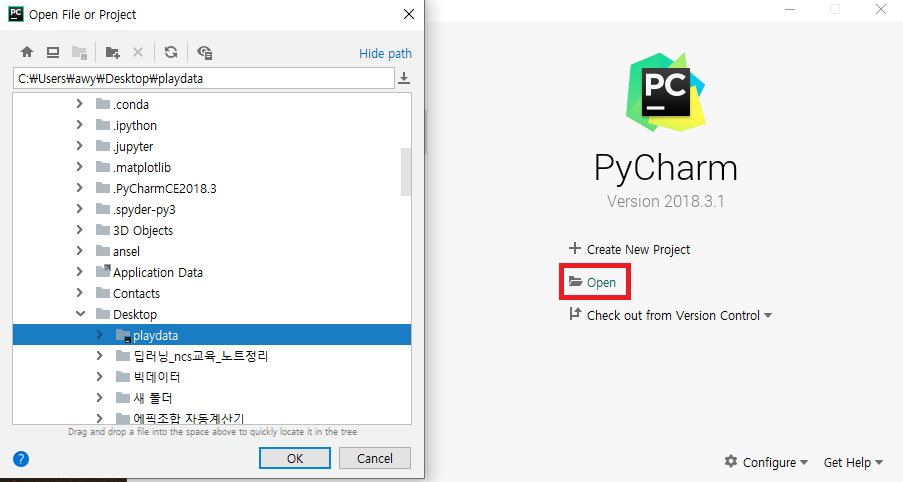 Open File or Project
Hide path
C:₩Users₩awy₩Desktop₩playdata
.conda
.ipython
.jupyter
.matplotlib
.PyCharmCE2018.3
.spyder-py3
3D Objects
ansel
Application Data
Contacts
Desktop
playdata
딥러닝_ncs교육_노트정리
빅데이터
새 폴더
에픽조합 자동계산기
Drag and drop a file into the space above to quickly locate it in the tree
?
OK
Cancel
PC
PyCharm
Version 2018.3.1
Create New Project
Open
Check out from Version Control
Configure
Get Help